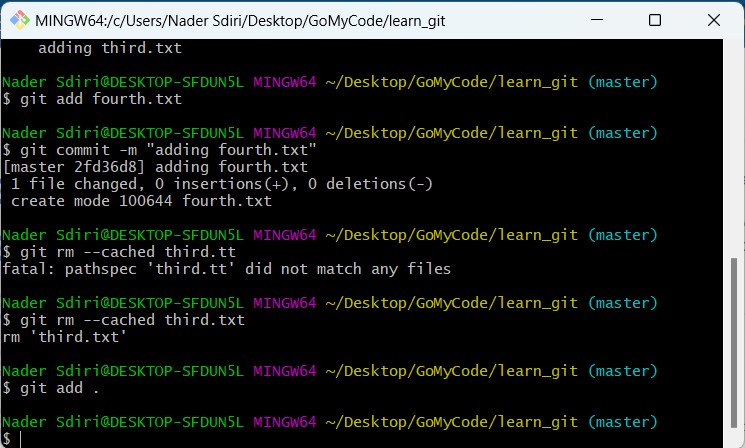 MINGW64:/c/Users/Nader Sdiri/Desktop/GoMyCode/learn_git
adding third.txt
Nader Sdiri@DESKTOP-SFDUN5L MINGW64 ~/Desktop/GoMyCode/learn_git (master)
$ git add fourth.txt
Nader Sdiri@DESKTOP-SFDUN5L MINGW64 ~/Desktop/GoMyCode/learn_git (master)
$ git commit -m "adding fourth.txt"
[master 2fd36d8] adding fourth.txt
1 file changed, 0 insertions(+), 0 deletions(-)
create mode 100644 fourth.txt
Nader Sdiri@DESKTOP-SFDUN5L MINGW64 ~/Desktop/GoMyCode/learn_git (master)
$ git rm --cached third.tt
fatal: pathspec 'third.tt' did not match any files
Nader Sdiri@DESKTOP-SFDUN5L MINGW64 ~/Desktop/GoMyCode/learn_git (master)
$ git rm --cached third.txt
rm 'third.txt'
Nader Sdiri@DESKTOP-SFDUN5L MINGW64 ~/Desktop/GoMyCode/learn_git (master)
$ git add .
Nader Sdiri@DESKTOP-SFDUN5L MINGW64 ~/Desktop/GoMyCode/learn_git (master)
$